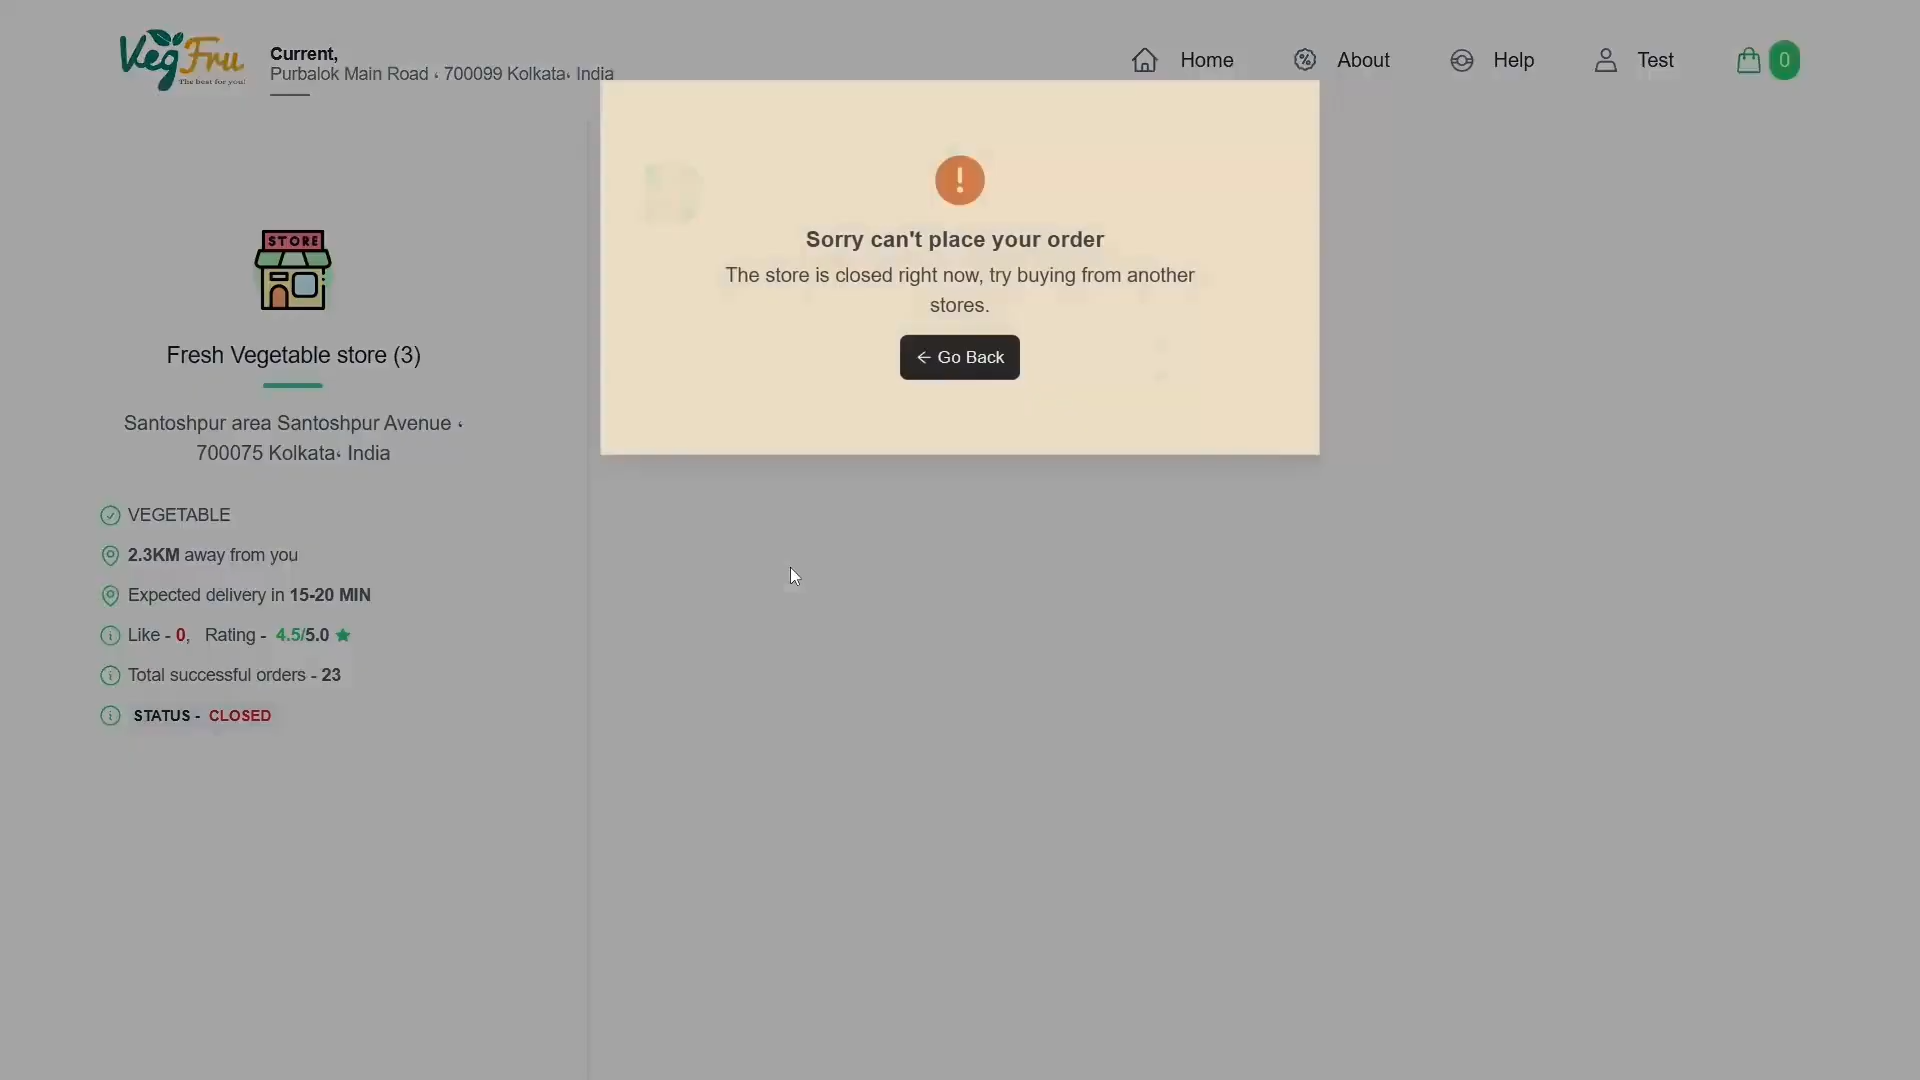 VegFru
The best for you!
Current,
Purbalok Main Road ، 700099 Kolkata، India
Home
About
Help
Test
0
Sorry can't place your order
The store is closed right now, try buying from another
stores.
← Go Back
STORE
Fresh Vegetable store (3)
Santoshpur area Santoshpur Avenue ،
700075 Kolkata، India
VEGETABLE
2.3KM away from you
Expected delivery in 15-20 MIN
Like - 0, Rating - 4.5/5.0 ★
Total successful orders - 23
STATUS - CLOSED